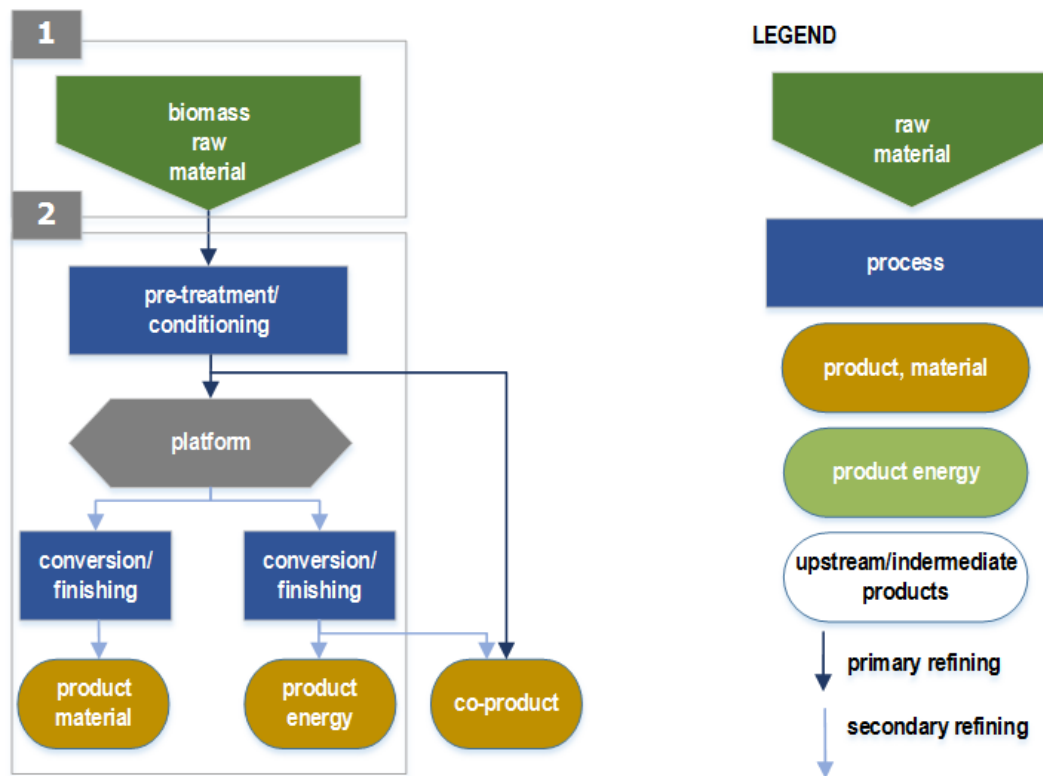 1
biomass
raw
material
2
pre-treatment/
conditioning
platform
conversion/
finishing
conversion/
finishing
product
material
product
energy
co-product
LEGEND
raw
material
process
product, material
product energy
upstream/indermediate
products
primary refining
secondary refining